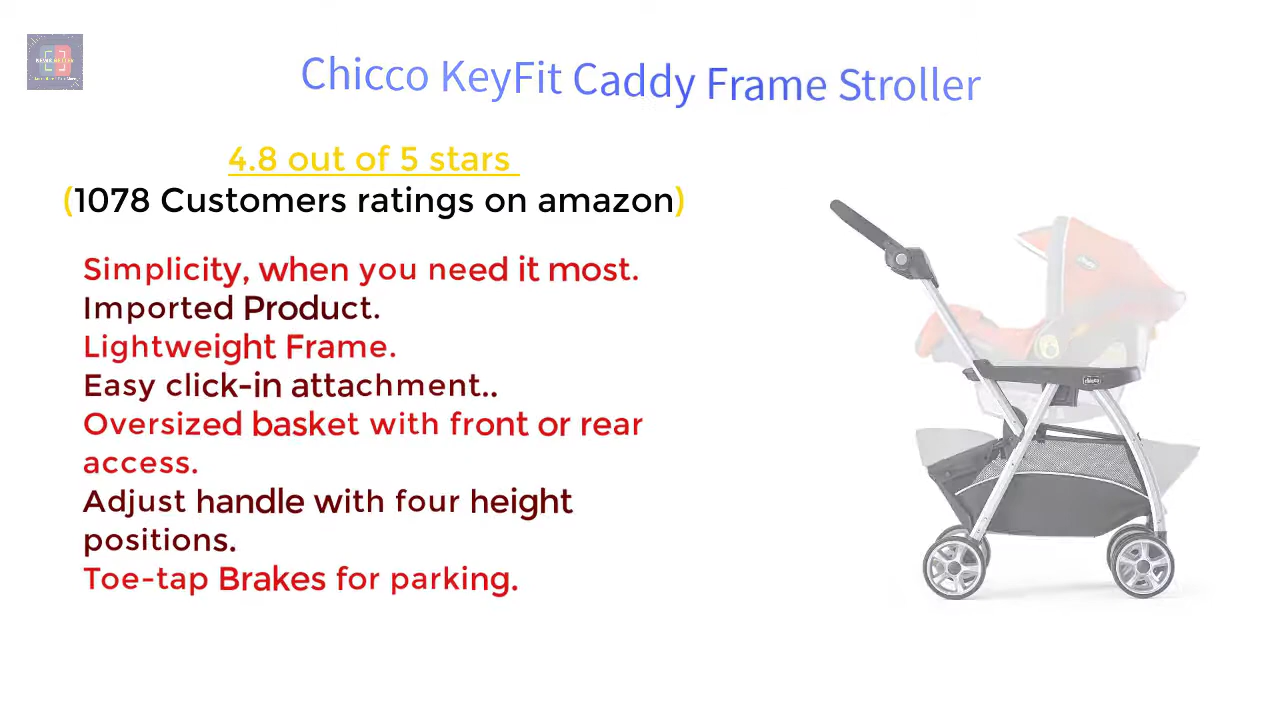 Chicco KeyFit Caddy Frame Stroller
4.8 out of 5 stars
(1078 Customers ratings on amazon)
Simplicity, when you need it most.
Imported Product.
Lightweight Frame.
Easy click-in attachment..
Oversized basket with front or rear
access.
Adjust handle with four height
positions.
Toe-tap Brakes for parking.
chicco